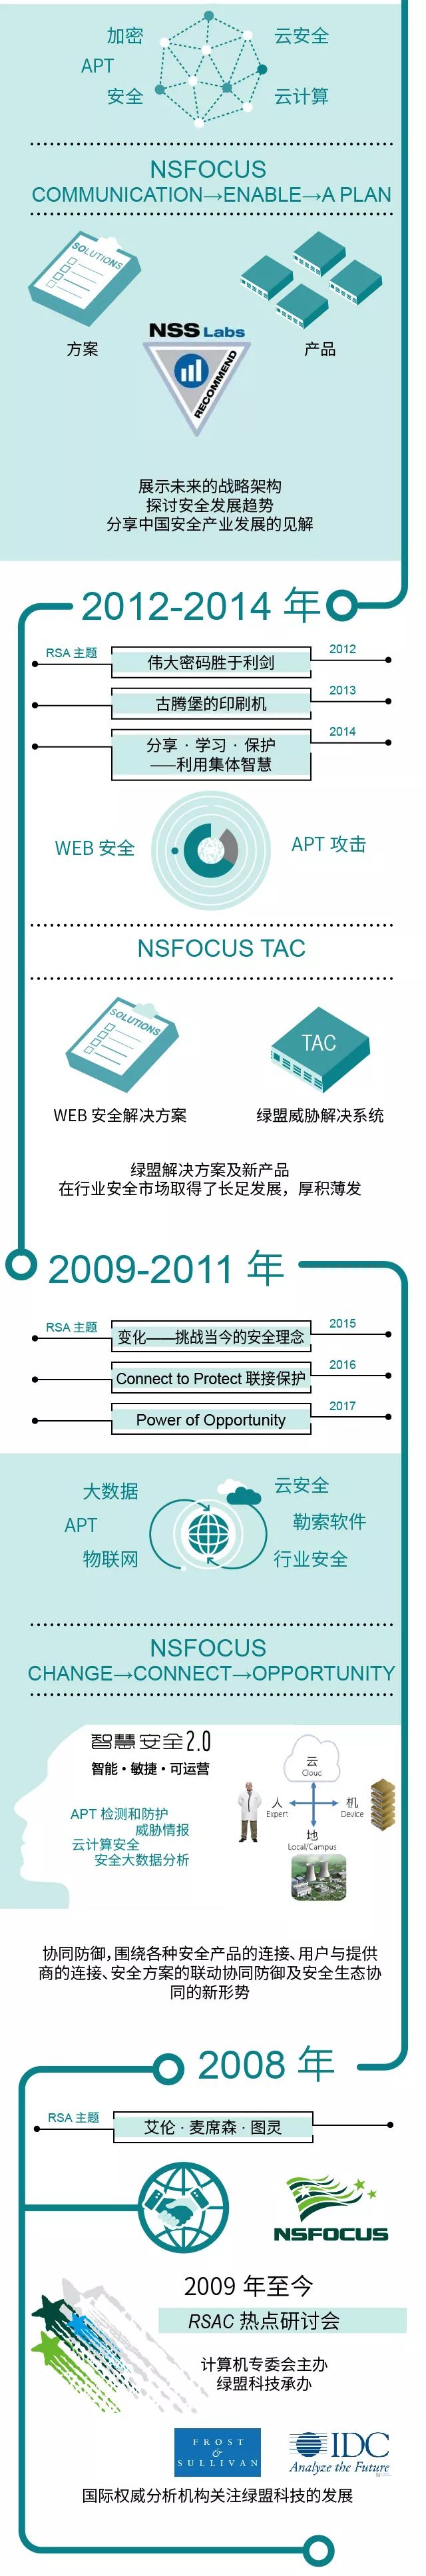 加密
云安全
APT
安全
云计算
NSFOCUS
COMMUNICATION→ENABLE→A PLAN
SOLUTIONS
方案
产品
NSS Labs
RECOMMEND
展示未来的战略架构
探讨安全发展趋势
分享中国安全产业发展的见解
2012-2014 年
RSA 主题
伟大密码胜于利剑
2012
古腾堡的印刷机
2013
分享 · 学习 · 保护
——利用集体智慧
2014
WEB 安全
APT 攻击
NSFOCUS TAC
SOLUTIONS
TAC
WEB 安全解决方案
绿盟威胁解决系统
绿盟解决方案及新产品
在行业安全市场取得了长足发展，厚积薄发
2009-2011 年
RSA 主题
变化——挑战当今的安全理念
2015
Connect to Protect 联接保护
2016
Power of Opportunity
2017
大数据
云安全
APT
勒索软件
物联网
行业安全
NSFOCUS
CHANGE→CONNECT→OPPORTUNITY
智慧安全2.0
智能·敏捷·可运营
APT 检测和防护
威胁情报
云计算安全
安全大数据分析
云
Cloud
人
Expert
机
Device
地
Local/Campus
协同防御，围绕各种安全产品的连接、用户与提供
商的连接、安全方案的联动协同防御及安全生态协
同的新形势
2008 年
RSA 主题
艾伦 · 麦席森 · 图灵
NSFOCUS
2009 年至今
RSAC 热点研讨会
计算机专委会主办
绿盟科技承办
FROST
&
SULLIVAN
IDC
Analyze the Future
国际权威分析机构关注绿盟科技的发展